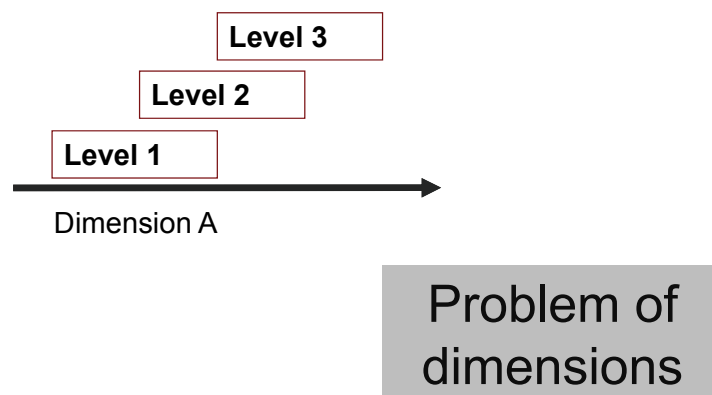 Level 3
Level 2
Level 1
Dimension A
Problem of
dimensions